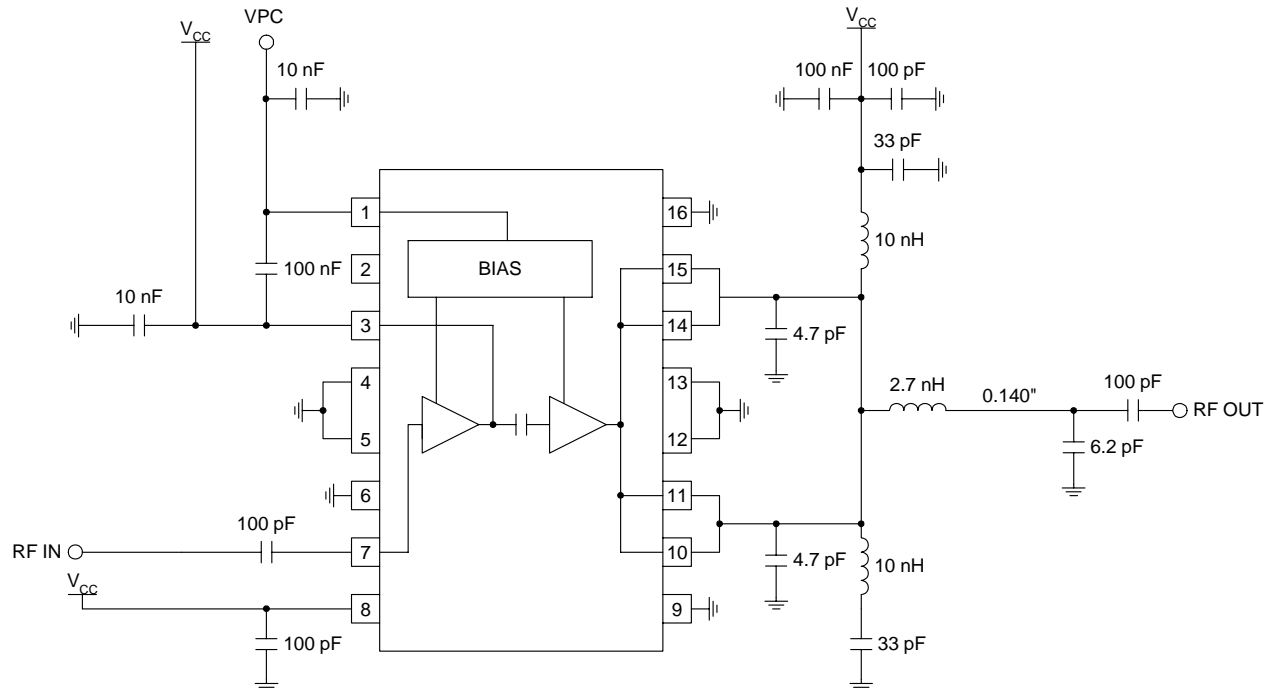 VPC
V_CC
10 nF
100 nF
10 nF
100 pF
RF IN
V_CC
100 pF
1
2
3
4
5
6
7
8
BIAS
16
15
14
13
12
11
10
9
V_CC
100 nF
100 pF
33 pF
10 nH
4.7 pF
2.7 nH
0.140"
100 pF
RF OUT
6.2 pF
4.7 pF
10 nH
33 pF